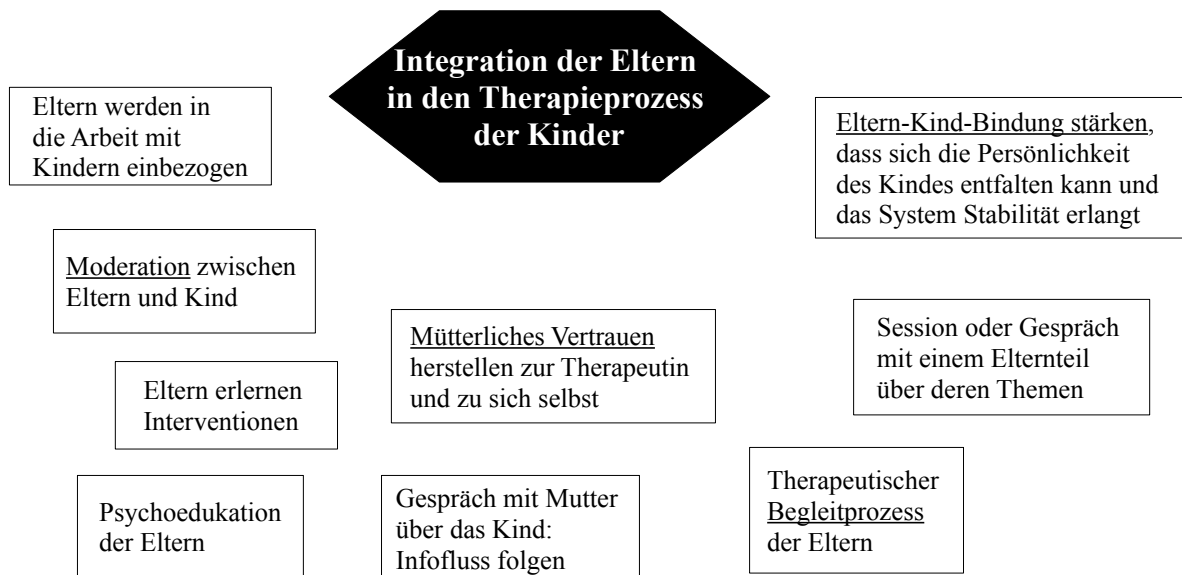 Integration der Eltern
in den Therapieprozess
der Kinder
Eltern werden in
die Arbeit mit
Kindern einbezogen
Eltern-Kind-Bindung stärken,
dass sich die Persönlichkeit
des Kindes entfalten kann und
das System Stabilität erlangt
Moderation zwischen
Eltern und Kind
Mütterliches Vertrauen
herstellen zur Therapeutin
und zu sich selbst
Session oder Gespräch
mit einem Elternteil
über deren Themen
Eltern erlernen
Interventionen
Psychoedukation
der Eltern
Gespräch mit Mutter
über das Kind:
Infofluss folgen
Therapeutischer
Begleitprozess
der Eltern